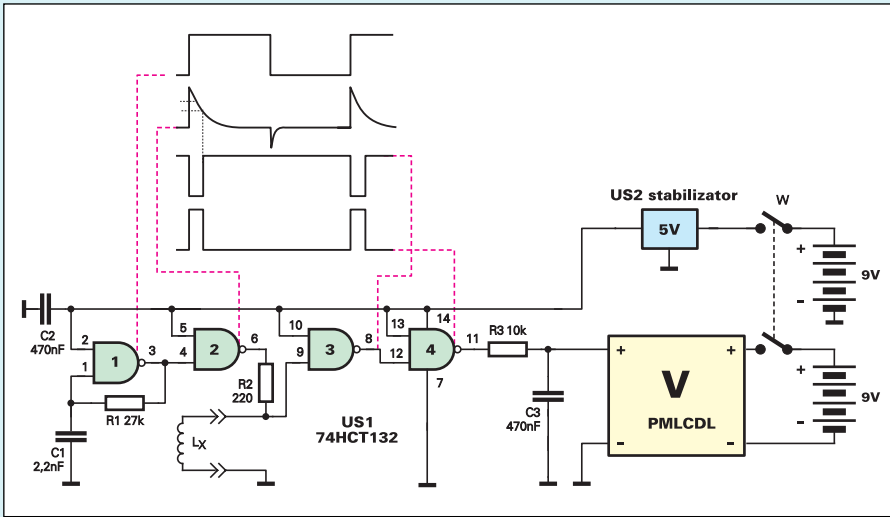 US2 stabilizator
W
5V
+
9V
-
C2
470nF
2
1
1
3
5
4
2
6
10
9
3
8
13
12
14
4
11
7
R3 10k
R1 27k
R2
220
C1
2,2nF
LX
US1
74HCT132
C3
470nF
+
+
V
PMLCDL
-
-
+
9V
-